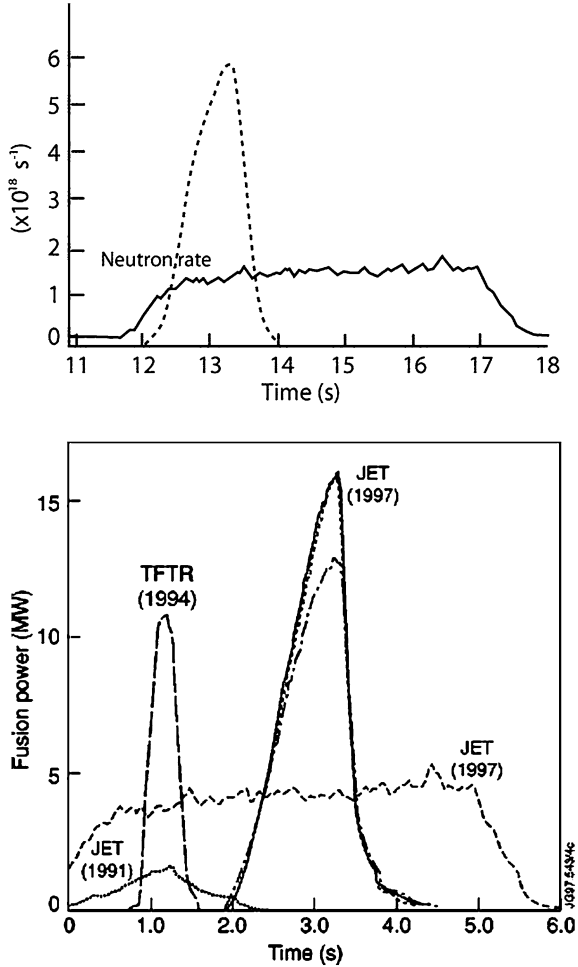 6
5
4
3
2
1
0
(x10¹⁸ s⁻¹)
Neutron rate
11 12 13 14 15 16 17 18
Time (s)
15
10
5
0
Fusion power (MW)
JET
(1997)
TFTR
(1994)
JET
(1997)
JET
(1991)
0.0 1.0 2.0 3.0 4.0 5.0 6.0
Time (s)
JG97 549/4c